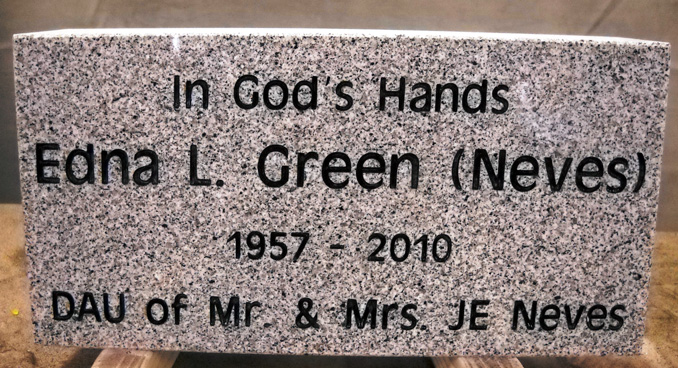 In God's Hands
Edna L. Green (Neves)
1957 - 2010
DAU of Mr. & Mrs. JE Neves